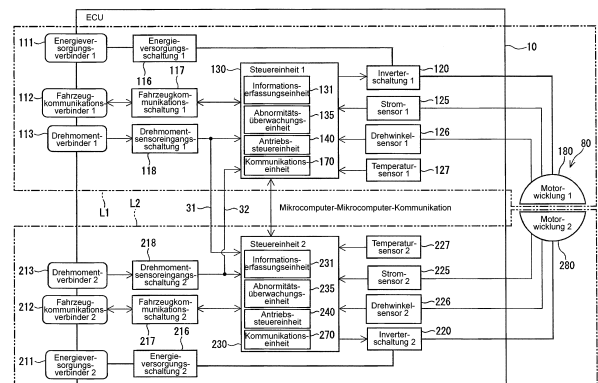 ECU
111
Energiever-
sorgungs-
verbinder 1
Energie-
versorgungs-
schaltung 1
10
116
117
130
Steuereinheit 1
Inverter-
schaltung 1
120
112
Fahrzeug-
kommunikations-
verbinder 1
Fahrzeug-
kommunikations-
schaltung 1
Informations-
erfassungseinheit
131
Strom-
sensor 1
125
Abnormitäts-
überwachungs-
einheit
135
113
Drehmoment-
verbinder 1
Drehmoment-
sensoreingangs-
schaltung 1
118
Antriebs-
steuereinheit
140
Drehwinkel-
sensor 1
126
Kommunikations-
einheit
170
Temperatur-
sensor 1
127
180
80
Motor-
wicklung 1
L1
L2
31
32
Mikrocomputer-Mikrocomputer-Kommunikation
Motor-
wicklung 2
280
218
Steuereinheit 2
Temperatur-
sensor 2
227
213
Drehmoment-
verbinder 2
Drehmoment-
sensoreingangs-
schaltung 2
Informations-
erfassungseinheit
231
Strom-
sensor 2
225
212
Fahrzeug-
kommunikations-
verbinder 2
Fahrzeugkom-
munikations-
schaltung 2
Abnormitäts-
überwachungs-
einheit
235
Drehwinkel-
sensor 2
226
217
216
Antriebs-
steuereinheit
240
Inverter-
schaltung 2
220
211
Energiever-
sorgungs-
verbinder 2
Energie-
versorgungs-
schaltung 2
230
Kommunikations-
einheit
270